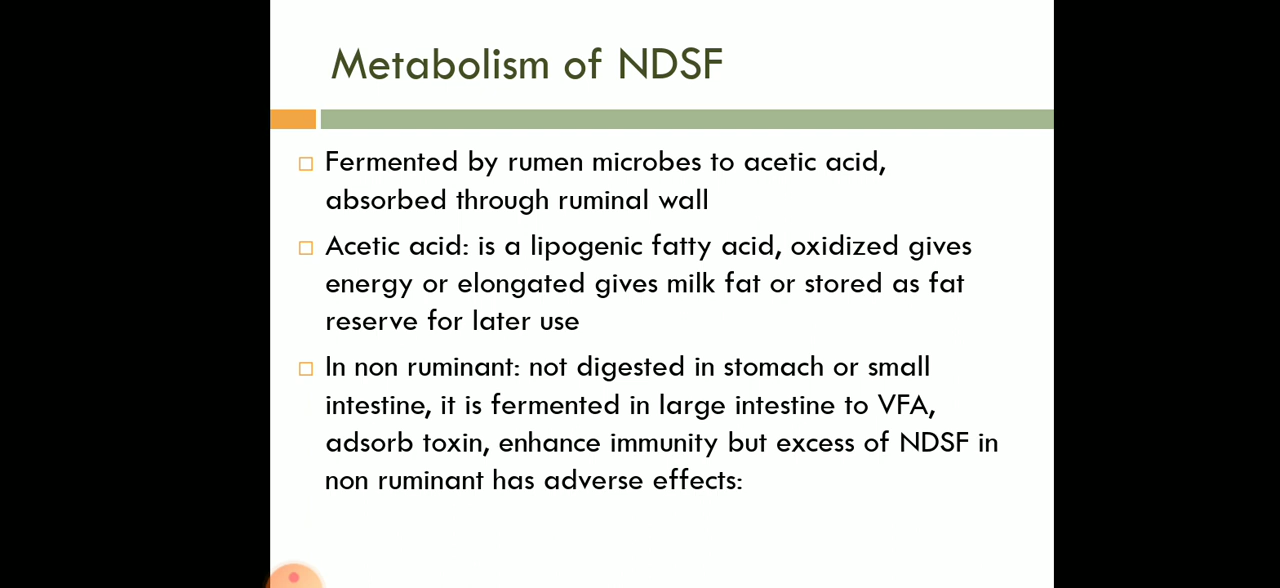 Metabolism of NDSF
Fermented by rumen microbes to acetic acid,
absorbed through ruminal wall
Acetic acid: is a lipogenic fatty acid, oxidized gives
energy or elongated gives milk fat or stored as fat
reserve for later use
In non ruminant: not digested in stomach or small
intestine, it is fermented in large intestine to VFA,
adsorb toxin, enhance immunity but excess of NDSF in
non ruminant has adverse effects: